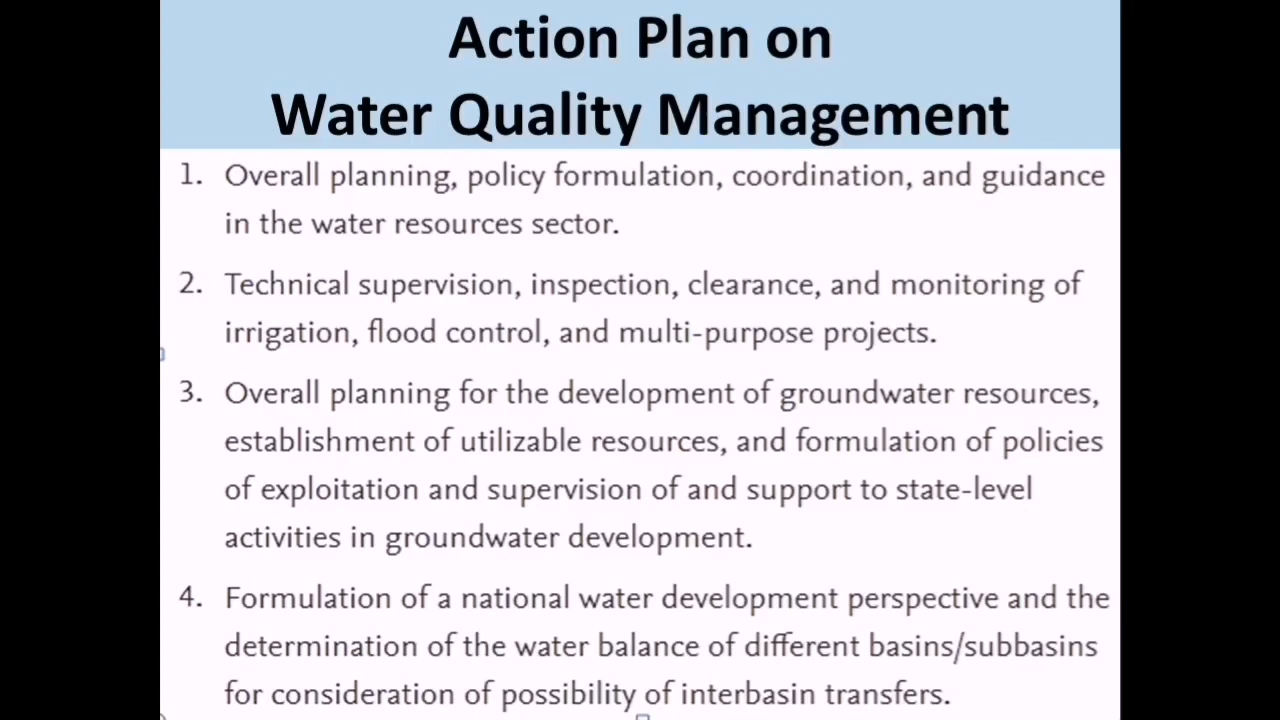 Action Plan on
Water Quality Management
1. Overall planning, policy formulation, coordination, and guidance
in the water resources sector.
2. Technical supervision, inspection, clearance, and monitoring of
irrigation, flood control, and multi-purpose projects.
3. Overall planning for the development of groundwater resources,
establishment of utilizable resources, and formulation of policies
of exploitation and supervision of and support to state-level
activities in groundwater development.
4. Formulation of a national water development perspective and the
determination of the water balance of different basins/subbasins
for consideration of possibility of interbasin transfers.